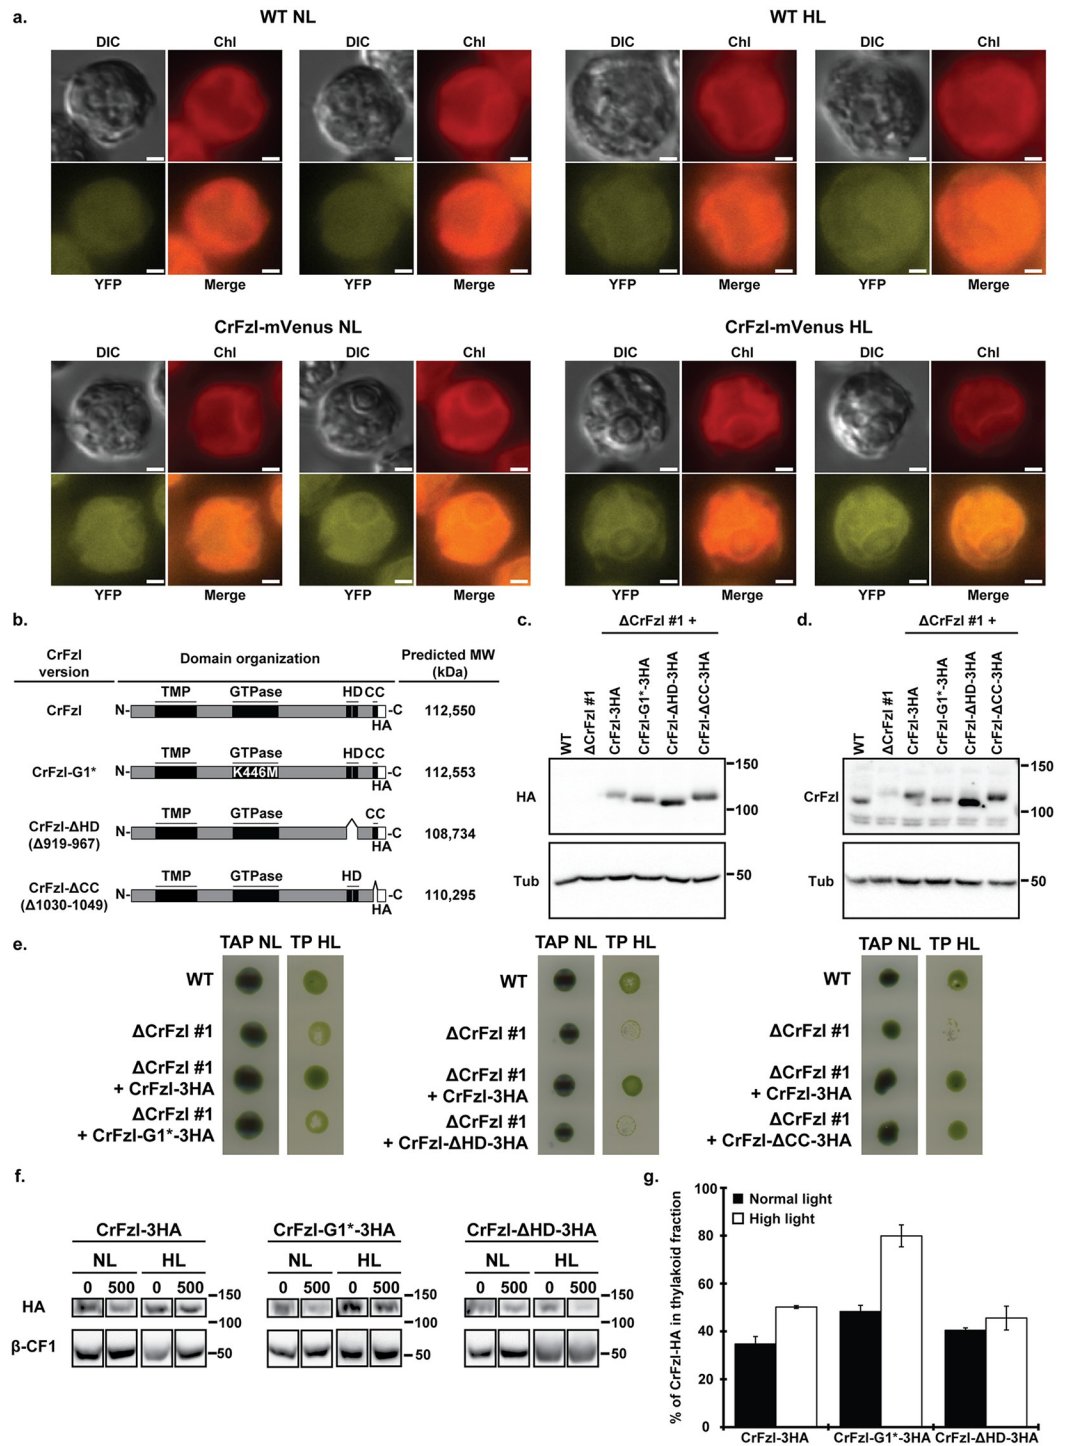 a.
WT NL
WT HL
DIC Chl DIC Chl DIC Chl DIC Chl
YFP Merge YFP Merge YFP Merge YFP Merge
CrFzl-mVenus NL
CrFzl-mVenus HL
DIC Chl DIC Chl DIC Chl DIC Chl
YFP Merge YFP Merge YFP Merge YFP Merge
b.
CrFzl version
Domain organization
Predicted MW (kDa)
TMP GTPase HD CC
CrFzl N- -C 112,550
HA
TMP GTPase HD CC
CrFzl-G1* N- K446M -C 112,553
HA
TMP GTPase CC
CrFzl-ΔHD (Δ919-967) N- -C 108,734
HA
TMP GTPase HD
CrFzl-ΔCC (Δ1030-1049) N- -C 110,295
HA
c.
ΔCrFzl #1 +
WT
ΔCrFzl #1
CrFzl-3HA
CrFzl-G1*-3HA
CrFzl-ΔHD-3HA
CrFzl-ΔCC-3HA
HA
150
100
Tub
50
d.
ΔCrFzl #1 +
WT
ΔCrFzl #1
CrFzl-3HA
CrFzl-G1*-3HA
CrFzl-ΔHD-3HA
CrFzl-ΔCC-3HA
CrFzl
150
100
Tub
50
e.
TAP NL TP HL
WT
ΔCrFzl #1
ΔCrFzl #1
+ CrFzl-3HA
ΔCrFzl #1
+ CrFzl-G1*-3HA
TAP NL TP HL
WT
ΔCrFzl #1
ΔCrFzl #1
+ CrFzl-3HA
ΔCrFzl #1
+ CrFzl-ΔHD-3HA
TAP NL TP HL
WT
ΔCrFzl #1
ΔCrFzl #1
+ CrFzl-3HA
ΔCrFzl #1
+ CrFzl-ΔCC-3HA
f.
CrFzl-3HA
NL HL
0 500 0 500
HA
β-CF1
150
100
50
CrFzl-G1*-3HA
NL HL
0 500 0 500
150
100
50
CrFzl-ΔHD-3HA
NL HL
0 500 0 500
150
100
50
g.
% of CrFzl-HA in thylakoid fraction
Normal light
High light
100
80
60
40
20
0
CrFzl-3HA CrFzl-G1*-3HA CrFzl-ΔHD-3HA